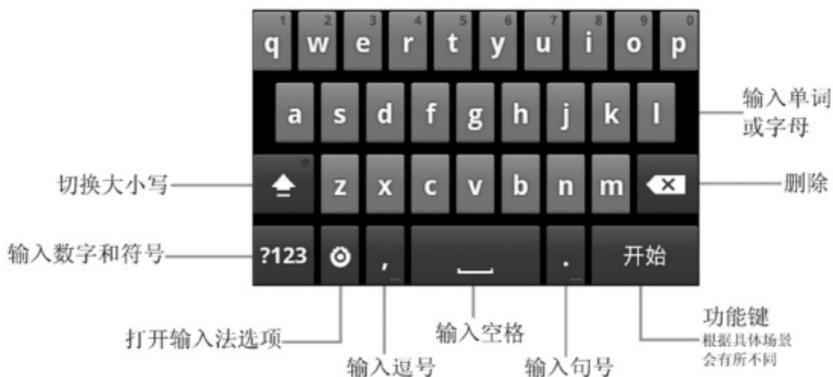 1 2 3 4 5 6 7 8 9 0
q w e r t y u i o p
a s d f g h j k l
输入单词
或字母
切换大小写
z x c v b n m
删除
输入数字和符号
?123 , . 开始
打开输入法选项
输入逗号
输入空格
输入句号
功能键
根据具体场景
会有所不同